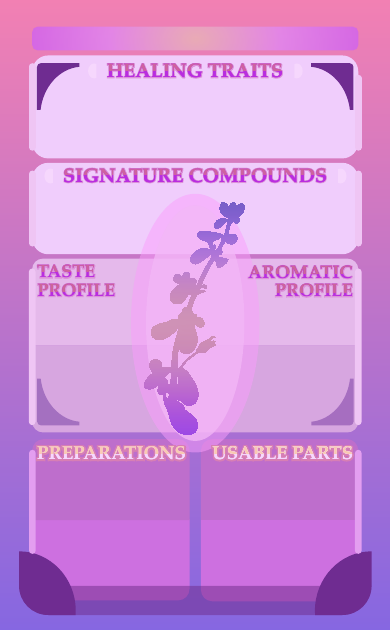 HEALING TRAITS
SIGNATURE COMPOUNDS
TASTE
PROFILE
AROMATIC
PROFILE
PREPARATIONS
USABLE PARTS